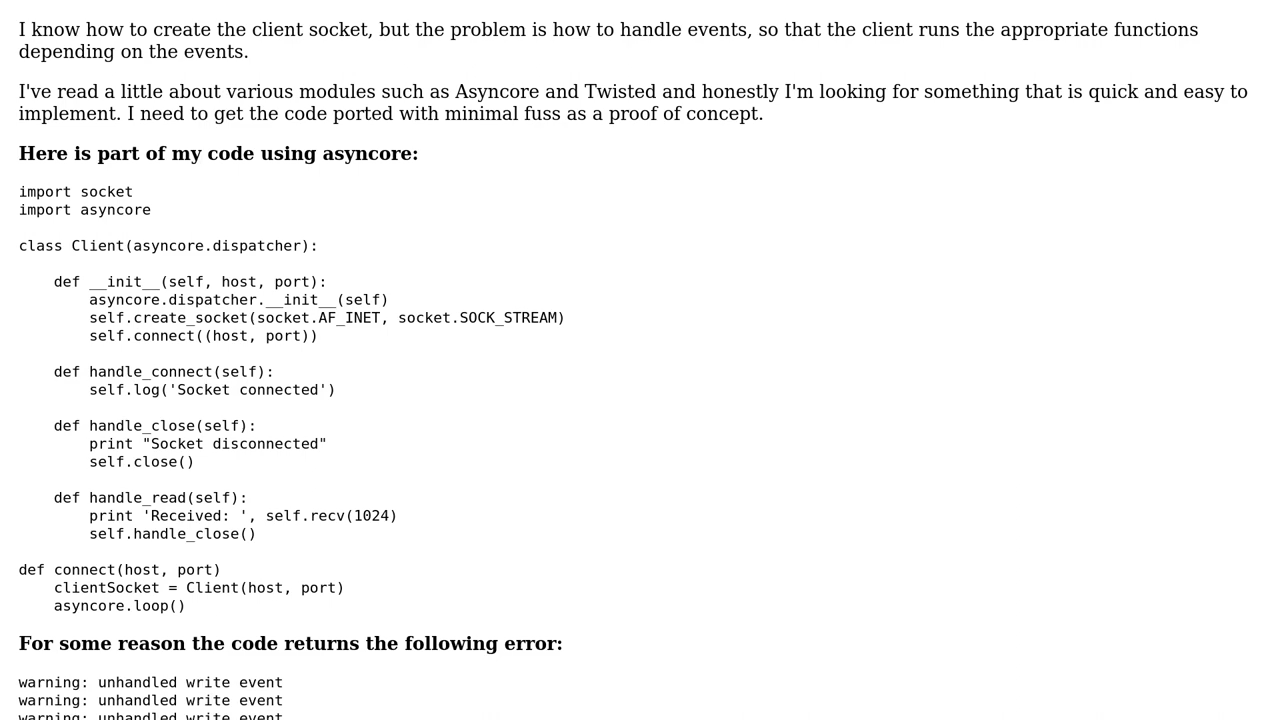 I know how to create the client socket, but the problem is how to handle events, so that the client runs the appropriate functions
depending on the events.
I've read a little about various modules such as Asyncore and Twisted and honestly I'm looking for something that is quick and easy to
implement. I need to get the code ported with minimal fuss as a proof of concept.
Here is part of my code using asyncore:
import socket
import asyncore
class Client(asyncore.dispatcher):
    def __init__(self, host, port):
        asyncore.dispatcher.__init__(self)
        self.create_socket(socket.AF_INET, socket.SOCK_STREAM)
        self.connect((host, port))
    def handle_connect(self):
        self.log('Socket connected')
    def handle_close(self):
        print "Socket disconnected"
        self.close()
    def handle_read(self):
        print 'Received: ', self.recv(1024)
        self.handle_close()
def connect(host, port)
    clientSocket = Client(host, port)
    asyncore.loop()
For some reason the code returns the following error:
warning: unhandled write event
warning: unhandled write event
warning: unhandled write event